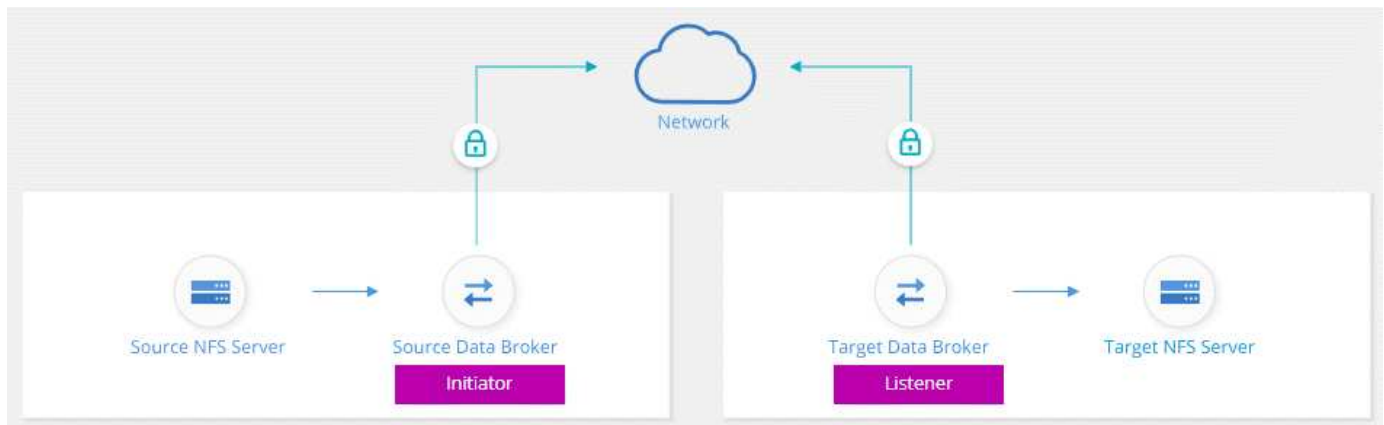 Network
Source NFS Server
Source Data Broker
Target Data Broker
Target NFS Server
Initiator
Listener